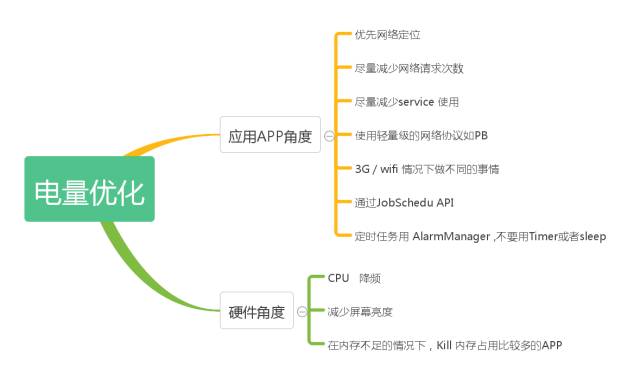 电量优化
应用APP角度
优先网络定位
尽量减少网络请求次数
尽量减少service 使用
使用轻量级的网络协议如PB
3G / wifi 情况下做不同的事情
通过JobSchedu API
定时任务用 AlarmManager ,不要用Timer或者sleep
硬件角度
CPU 降频
减少屏幕亮度
在内存不足的情况下，Kill 内存占用比较多的APP